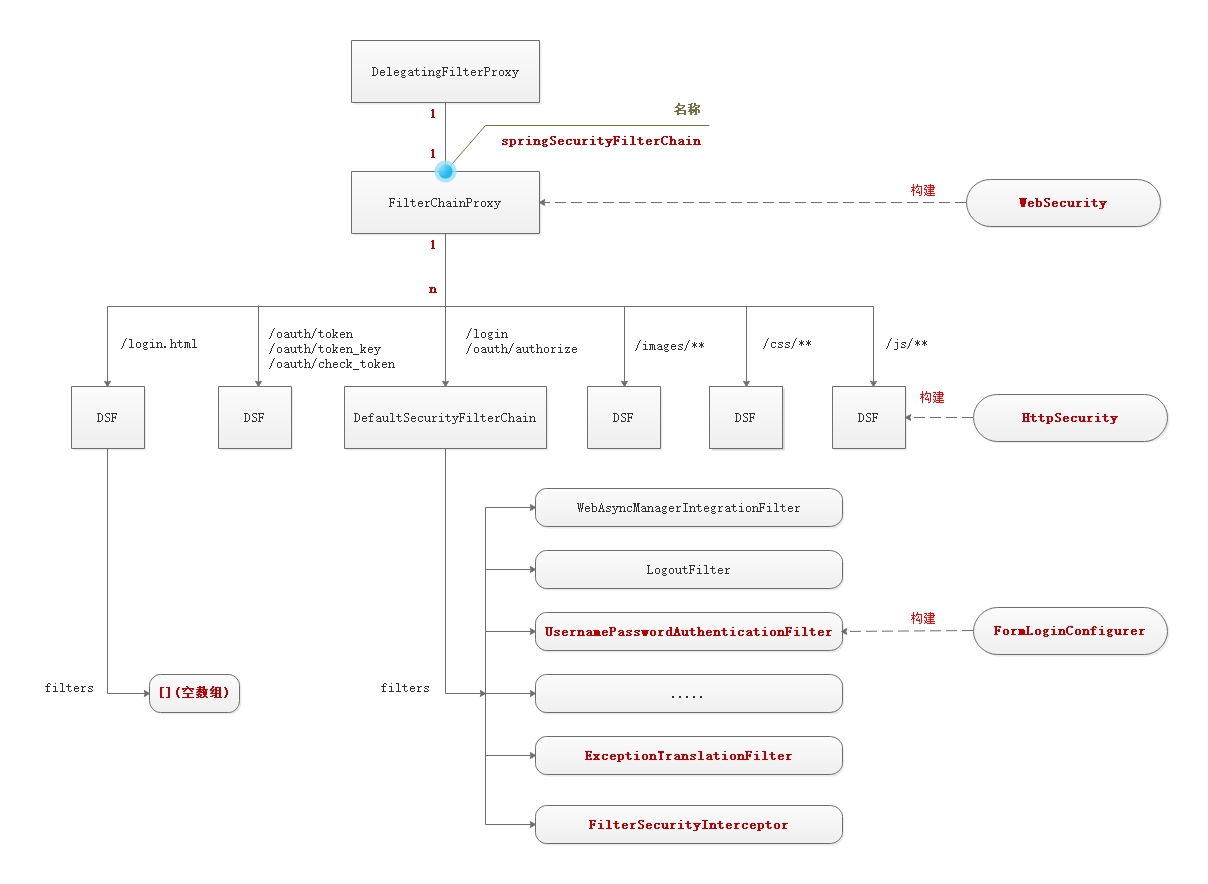 DelegatingFilterProxy
1
名称
springSecurityFilterChain
1
FilterChainProxy
构建
WebSecurity
1
n
/login.html
/oauth/token
/oauth/token_key
/oauth/check_token
/login
/oauth/authorize
/images/**
/css/**
/js/**
DSF
DSF
DefaultSecurityFilterChain
DSF
DSF
DSF
构建
HttpSecurity
WebAsyncManagerIntegrationFilter
LogoutFilter
UsernamePasswordAuthenticationFilter
构建
FormLoginConfigurer
filters
[](空数组)
filters
.....
ExceptionTranslationFilter
FilterSecurityInterceptor